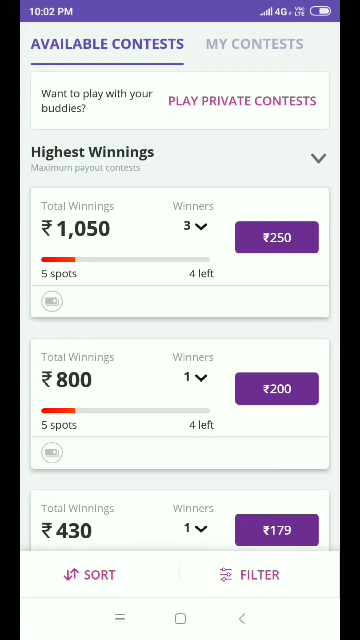 10:02 PM
4G
VoLTE
AVAILABLE CONTESTS
MY CONTESTS
Want to play with your
buddies?
PLAY PRIVATE CONTESTS
Highest Winnings
Maximum payout contests
Total Winnings
Winners
₹ 1,050
3
₹250
5 spots
4 left
Total Winnings
Winners
₹ 800
1
₹200
5 spots
4 left
Total Winnings
Winners
₹ 430
1
₹179
SORT
FILTER